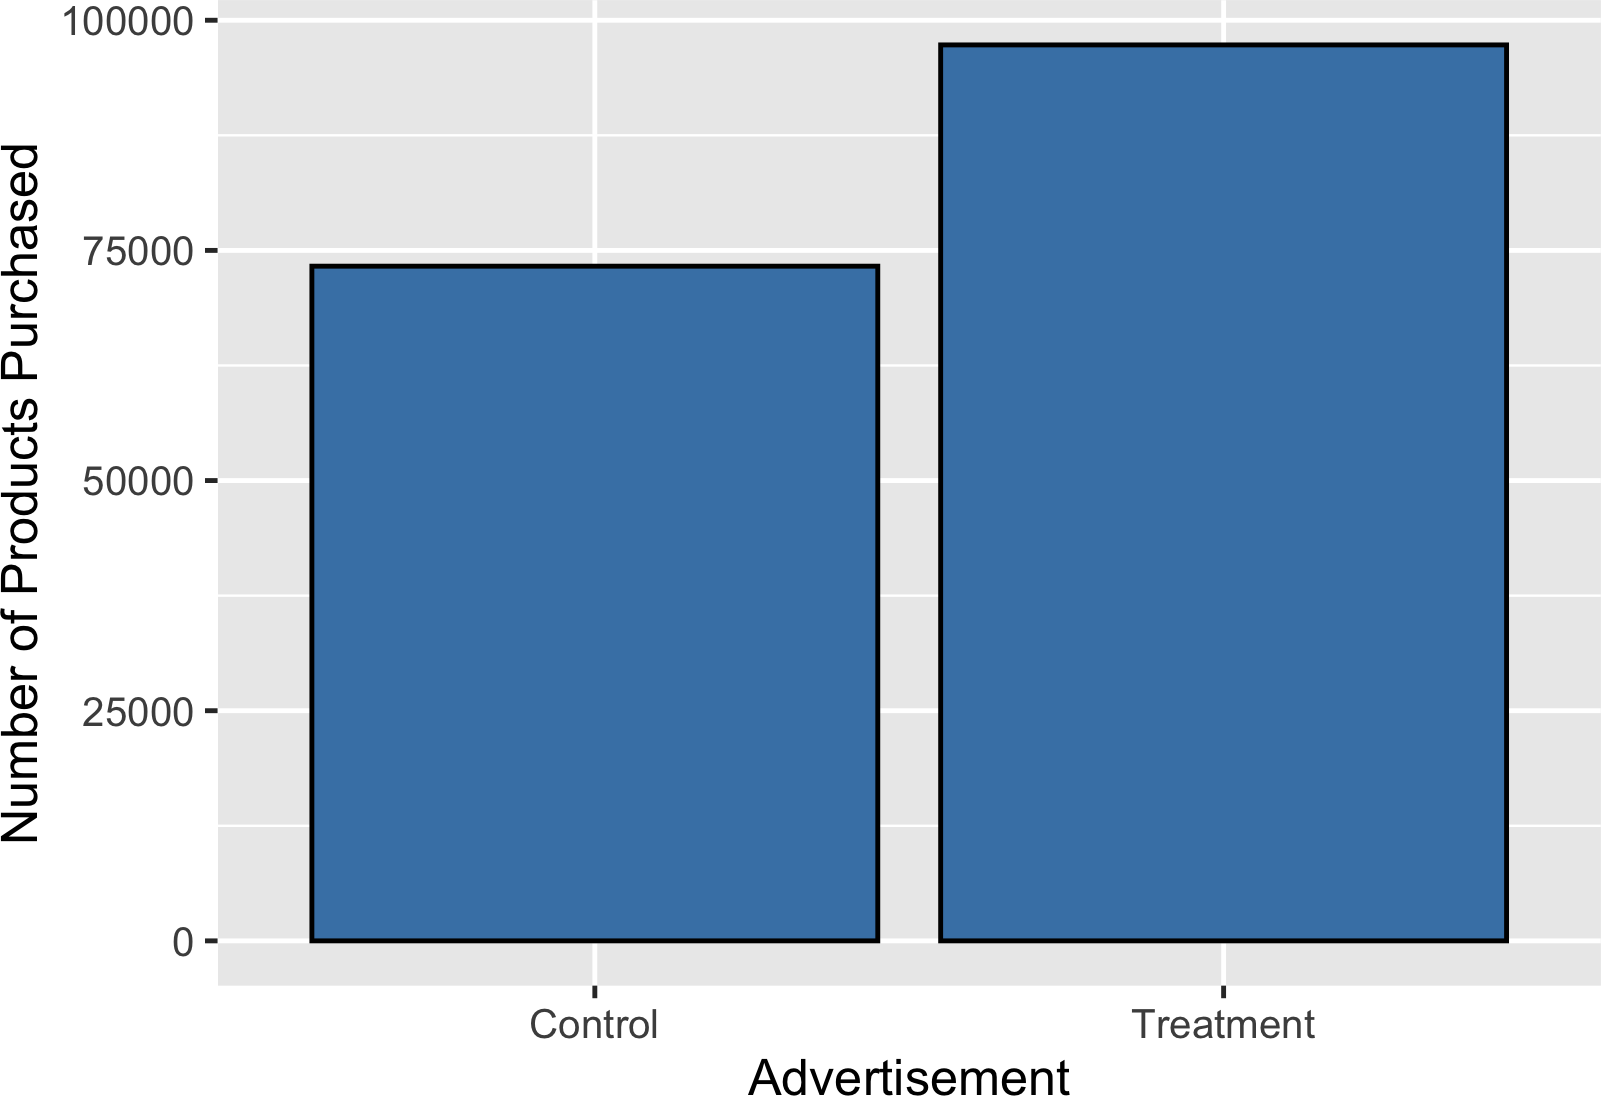 Number of Products Purchased
100000
75000
50000
25000
0
Control
Treatment
Advertisement